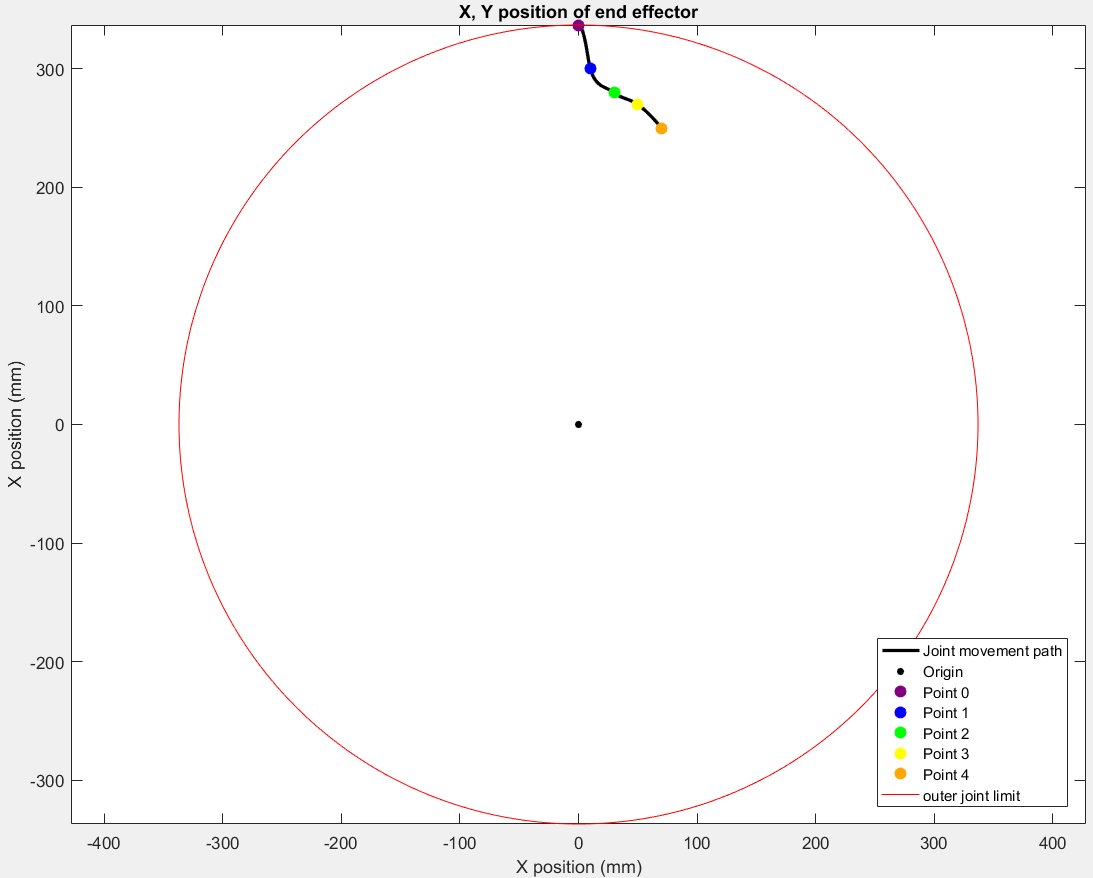 X, Y position of end effector
X position (mm)
300
200
100
0
-100
-200
-300
-400
-300
-200
-100
0
100
200
300
400
X position (mm)
Joint movement path
Origin
Point 0
Point 1
Point 2
Point 3
Point 4
outer joint limit